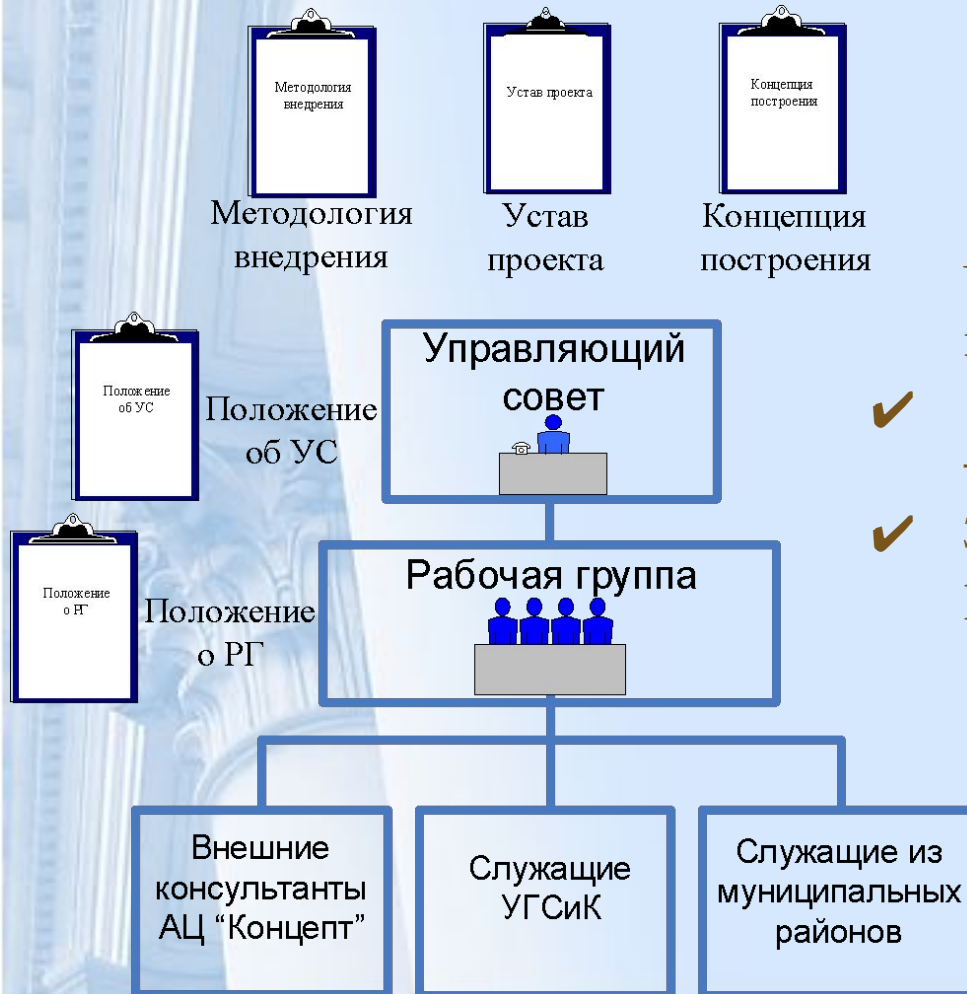 Методология
внедрения
Устав проекта
Концепция
построения
Методология
внедрения
Устав
проекта
Концепция
построения
Управляющий
совет
Положение
об УС
Положение
об УС
Рабочая группа
Положение
о РГ
Положение
о РГ
Внешние
консультанты
АЦ “Концепт”
Служащие
УГСиК
Служащие из
муниципальных
районов